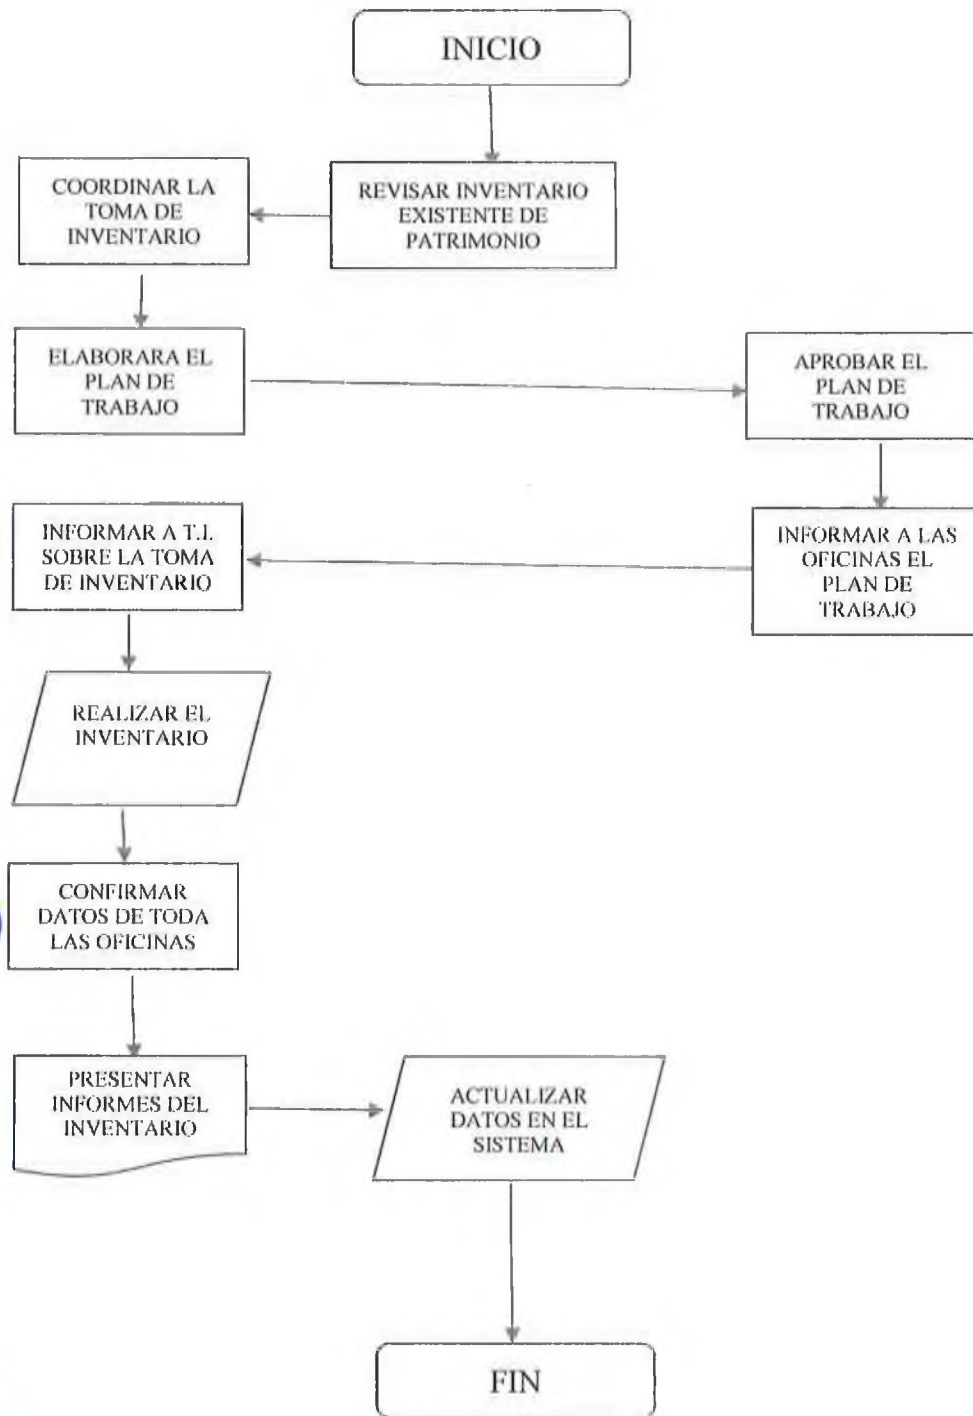 INICIO
REVISAR INVENTARIO
EXISTENTE DE
PATRIMONIO
COORDINAR LA
TOMA DE
INVENTARIO
ELABORARA EL
PLAN DE
TRABAJO
APROBAR EL
PLAN DE
TRABAJO
INFORMAR A LAS
OFICINAS EL
PLAN DE
TRABAJO
INFORMAR A T.I.
SOBRE LA TOMA
DE INVENTARIO
REALIZAR EL
INVENTARIO
CONFIRMAR
DATOS DE TODA
LAS OFICINAS
PRESENTAR
INFORMES DEL
INVENTARIO
ACTUALIZAR
DATOS EN EL
SISTEMA
FIN